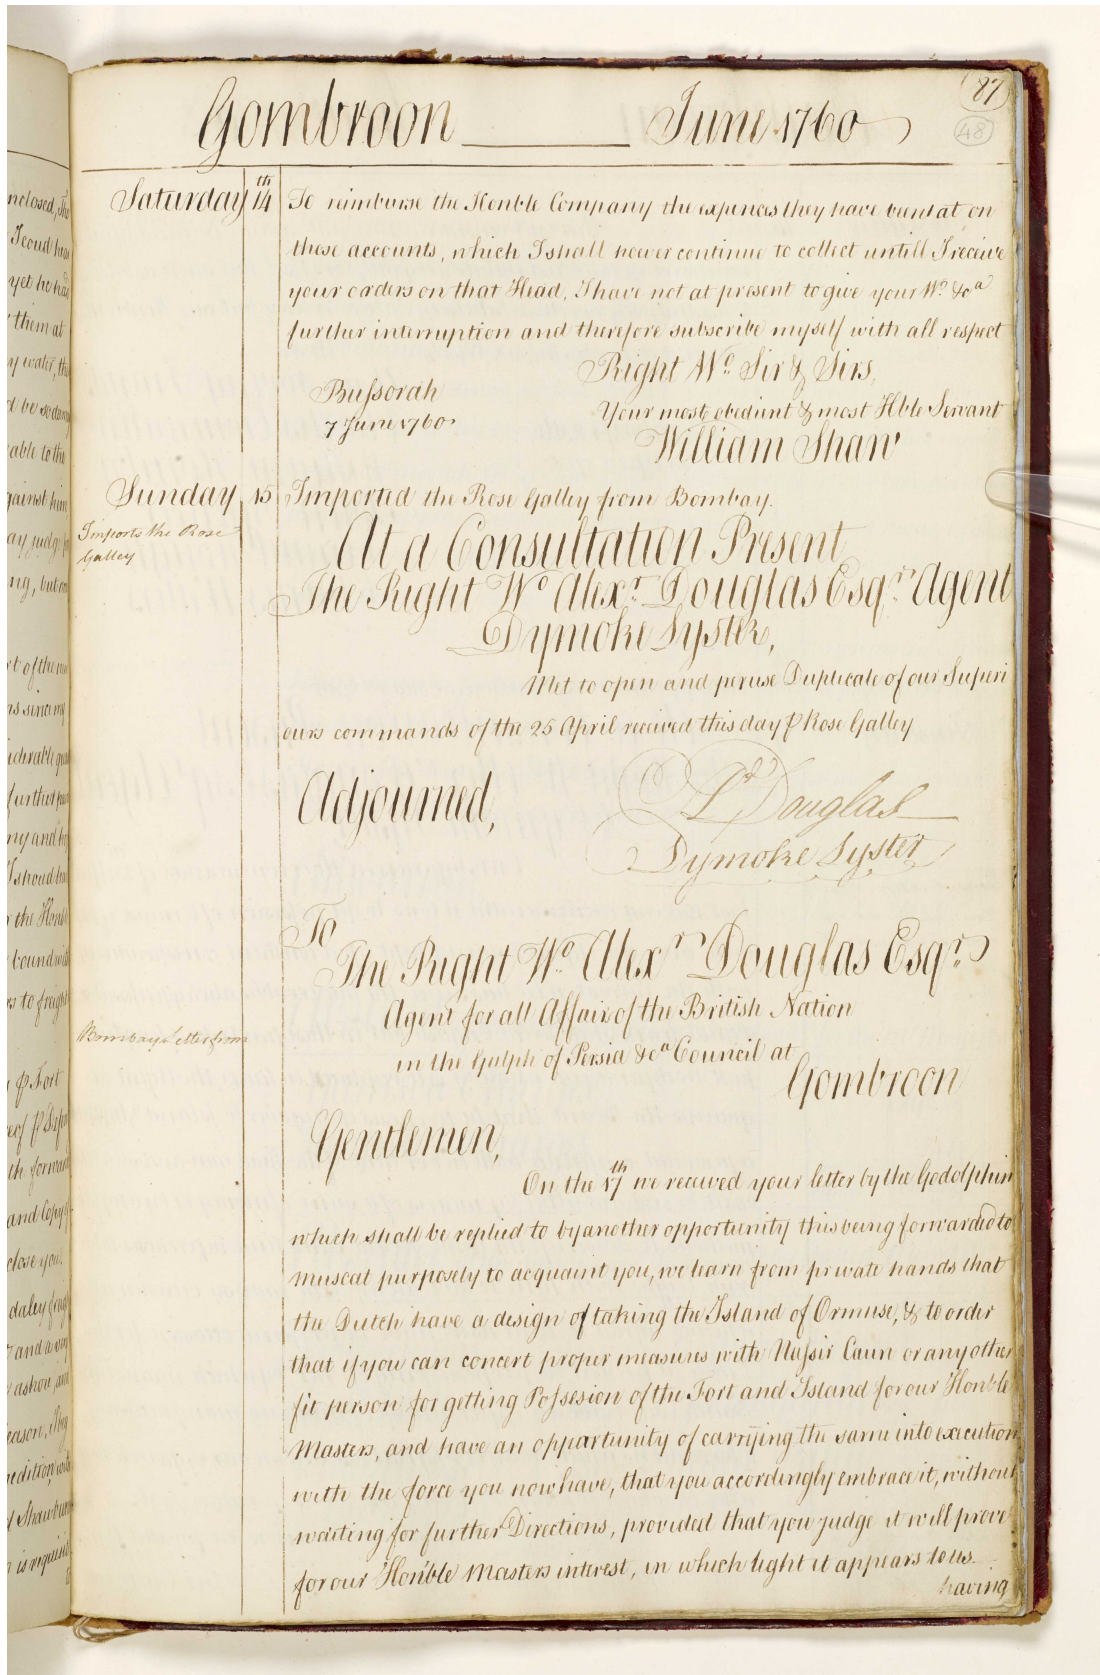 87
48
Gombroon June 1760
Saturday 14th To reimburse the Honble Company the expences they have been at on
these accounts, which I shall however continue to collect untill I receive
your orders on that Head, I have not at present to give your Wo. &ca
further interruption and therefore subscribe myself with all respect
Right Wo. Sir & Sirs,
Bussorah
7 June 1760
Your most obedient & most Hble Servant
William Shaw
Sunday 15 Imported the Rose Galley from Bombay.
Imports the Rose
Galley
At a Consultation Present
The Right Wo. Alexr. Douglas Esqr. Agent
Dymoke Lyster,
Met to open and peruse Duplicate of our Superi
ours commands of the 25 April received this day ⅌ Rose Galley
Adjourned,
Alexr Douglas
Dymoke Lyster
To
The Right Wo. Alexr. Douglas Esqr.
Agent for all Affairs of the British Nation
in the Gulph of Persia &ca Council at
Bombay Letter from
Gombroon
Gentlemen,
On the 17th we received your letter by the Godolphin
which shall be replied to by another opportunity this being forwarded to
Muscat purposely to acquaint you, we learn from private hands that
the Dutch have a design of taking the Island of Ormuse, & to order
that if you can concert proper measures with Nassir Caun or any other
fit person for getting Possession of the Fort and Island for our Honble
Masters, and have an opportunity of carrying the same into execution
with the force you now have, that you accordingly embrace it, without
waiting for further Directions, provided that you judge it will prove
for our Honble Masters interest, in which light it appears to us
having